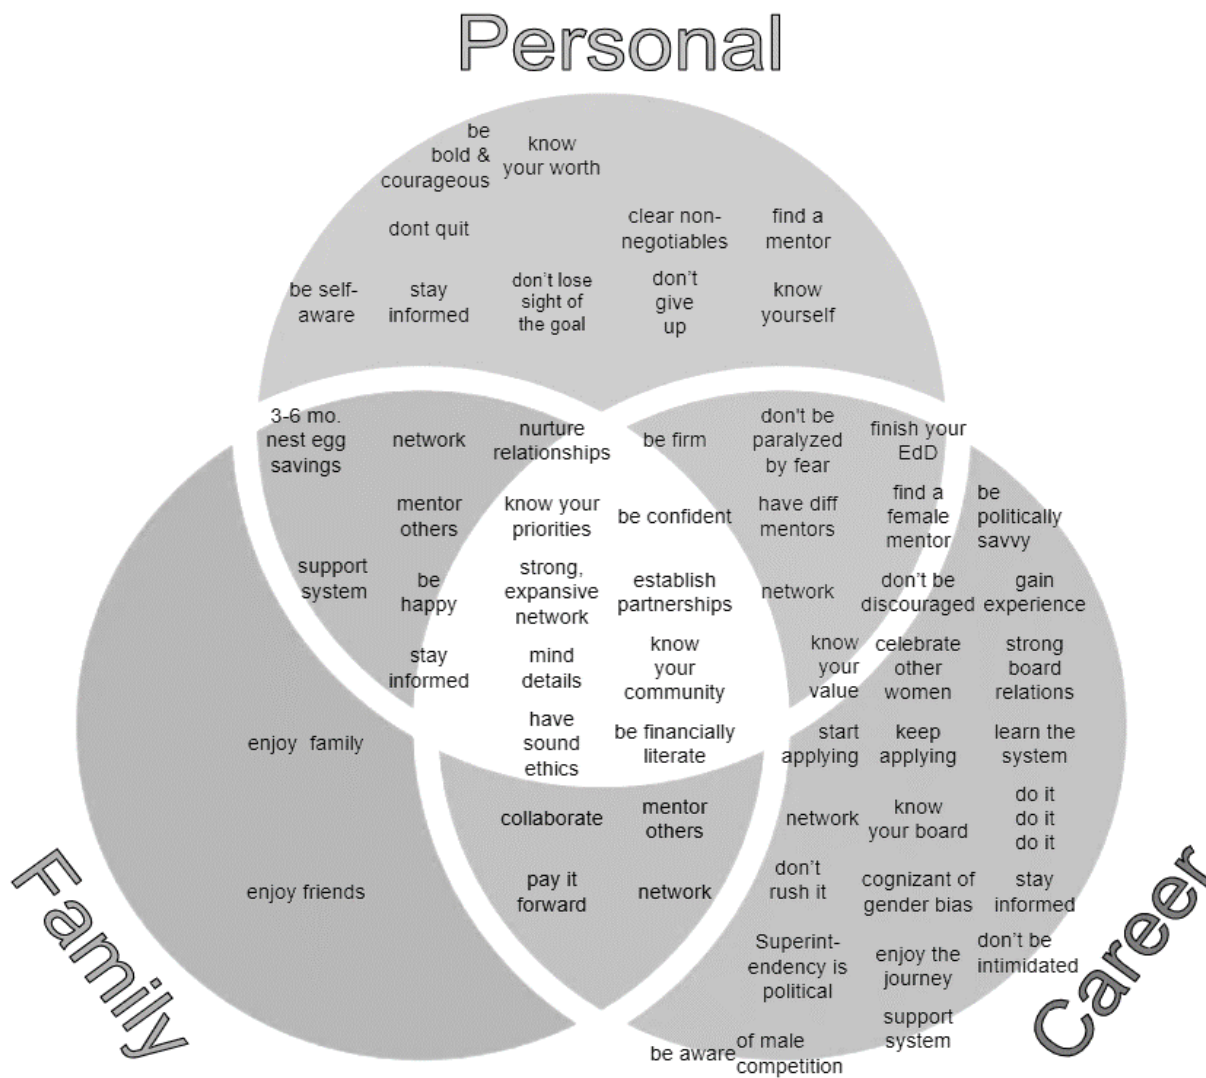 Personal
be
bold &
courageous
know
your worth
dont quit
clear non-
negotiables
find a
mentor
be self-
aware
stay
informed
don't lose
sight of
the goal
don't
give
up
know
yourself
3-6 mo.
nest egg
savings
network
nurture
relationships
be firm
don't be
paralyzed
by fear
finish your
EdD
mentor
others
know your
priorities
be confident
have diff
mentors
find a
female
mentor
be
politically
savvy
support
system
be
happy
strong,
expansive
network
establish
partnerships
network
don't be
discouraged
gain
experience
stay
informed
mind
details
know
your
community
know
your
value
celebrate
other
women
strong
board
relations
enjoy family
have
sound
ethics
be financially
literate
start
applying
keep
applying
learn the
system
collaborate
mentor
others
network
know
your board
do it
do it
do it
enjoy friends
pay it
forward
network
don't
rush it
cognizant of
gender bias
stay
informed
Superint-
endency is
political
enjoy the
journey
don't be
intimidated
be aware
of male
competition
support
system
Family
Career